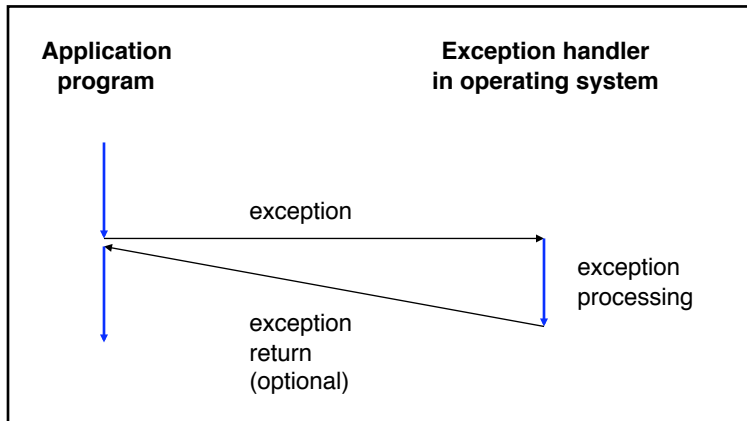 Application
program
Exception handler
in operating system
exception
exception
processing
exception
return
(optional)